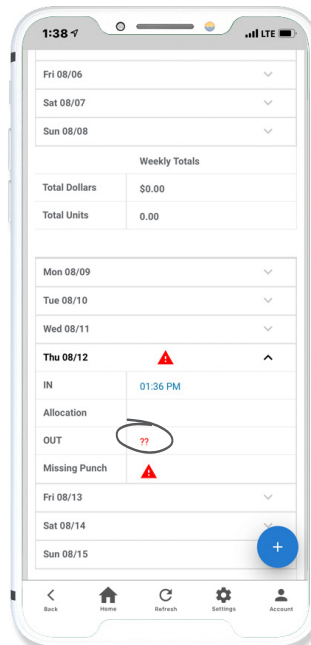 1:38 LTE
Fri 08/06
Sat 08/07
Sun 08/08
Weekly Totals
Total Dollars $0.00
Total Units 0.00
Mon 08/09
Tue 08/10
Wed 08/11
Thu 08/12
IN 01:36 PM
Allocation
OUT ??
Missing Punch
Fri 08/13
Sat 08/14
Sun 08/15
+
Back Home Refresh Settings Account